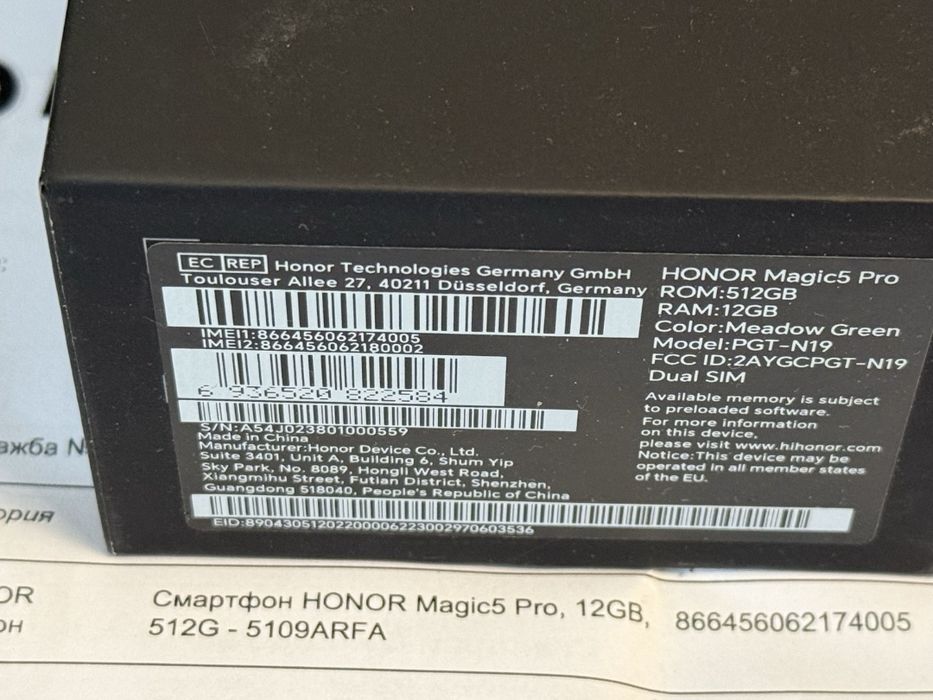 EC REP Honor Technologies Germany GmbH
Toulouser Allee 27, 40211 Düsseldorf, Germany
IMEI1:866456062174005
IMEI2:866456062180002
6 936520 822584
S/N:A54J023801000559
Made in China
Manufacturer:Honor Device Co., Ltd.
Suite 3401, Unit A, Building 6, Shum Yip
Sky Park, No. 8089, Hongli West Road,
Xiangmihu Street, Futian District, Shenzhen,
Guangdong 518040, People's Republic of China
EID:89043051202200006223002970603536
HONOR Magic5 Pro
ROM:512GB
RAM:12GB
Color:Meadow Green
Model:PGT-N19
FCC ID:2AYGCPGT-N19
Dual SIM
Available memory is subject
to preloaded software.
For more information
on this device,
please visit www.hihonor.com
Notice:This device may be
operated in all member states
of the EU.
Смартфон HONOR Magic5 Pro, 12GB, 866456062174005
512G - 5109ARFA